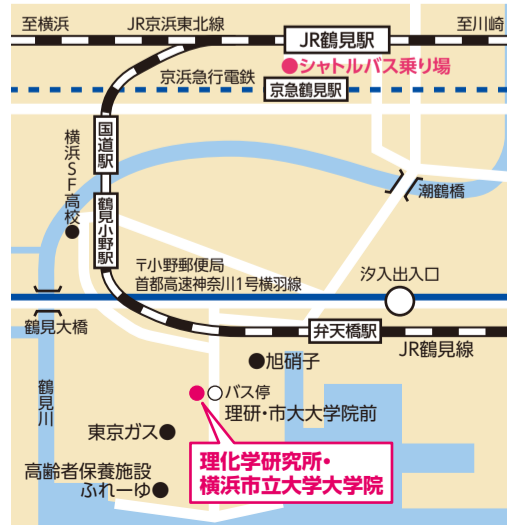 至横浜
JR京浜東北線
JR鶴見駅
至川崎
●シャトルバス乗り場
京浜急行電鉄
京急鶴見駅
国道駅
横浜SF高校
鶴見小野駅
潮鶴橋
〒小野郵便局
首都高速神奈川1号横羽線
汐入出入口
鶴見大橋
弁天橋駅
JR鶴見線
旭硝子
鶴見川
バス停
理研・市大大学院前
東京ガス
理化学研究所・
横浜市立大学大学院
高齢者保養施設
ふれーゆ